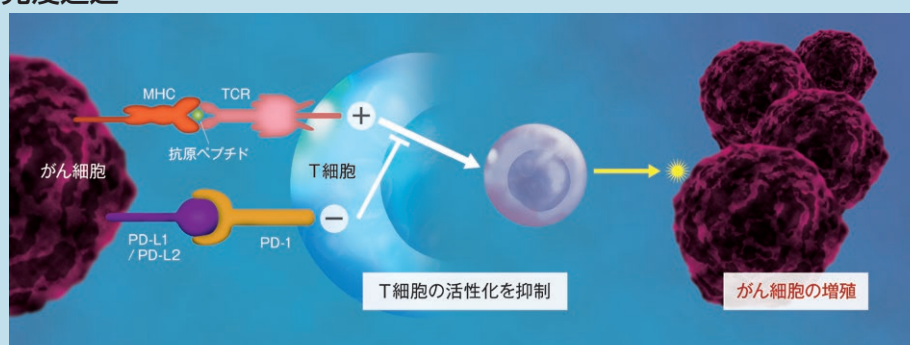 MHC
TCR
抗原ペプチド
がん細胞
T細胞
PD-L1
/ PD-L2
PD-1
T細胞の活性化を抑制
がん細胞の増殖